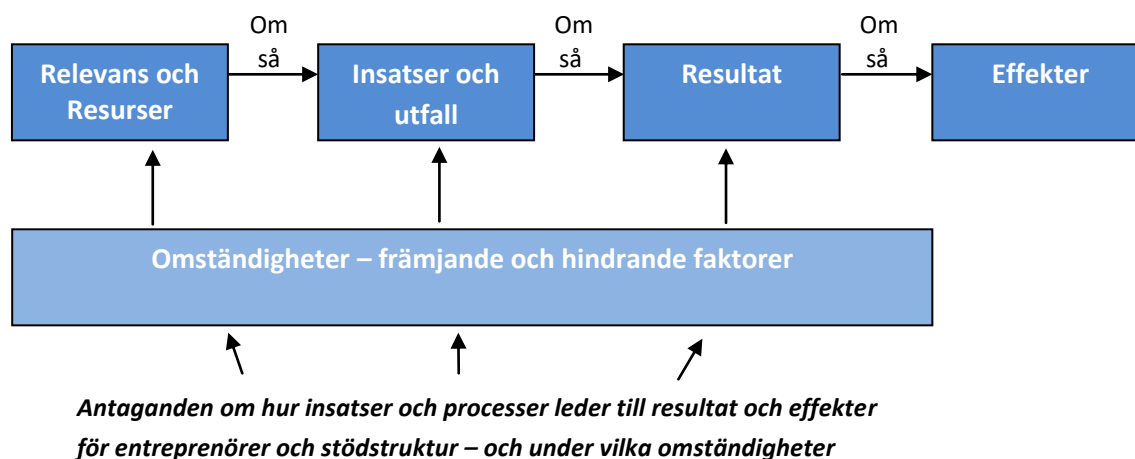 Om
så
Om
så
Om
så
Relevans och
Resurser
Insatser och
utfall
Resultat
Effekter
Omständigheter – främjande och hindrande faktorer
Antaganden om hur insatser och processer leder till resultat och effekter
för entreprenörer och stödstruktur – och under vilka omständigheter